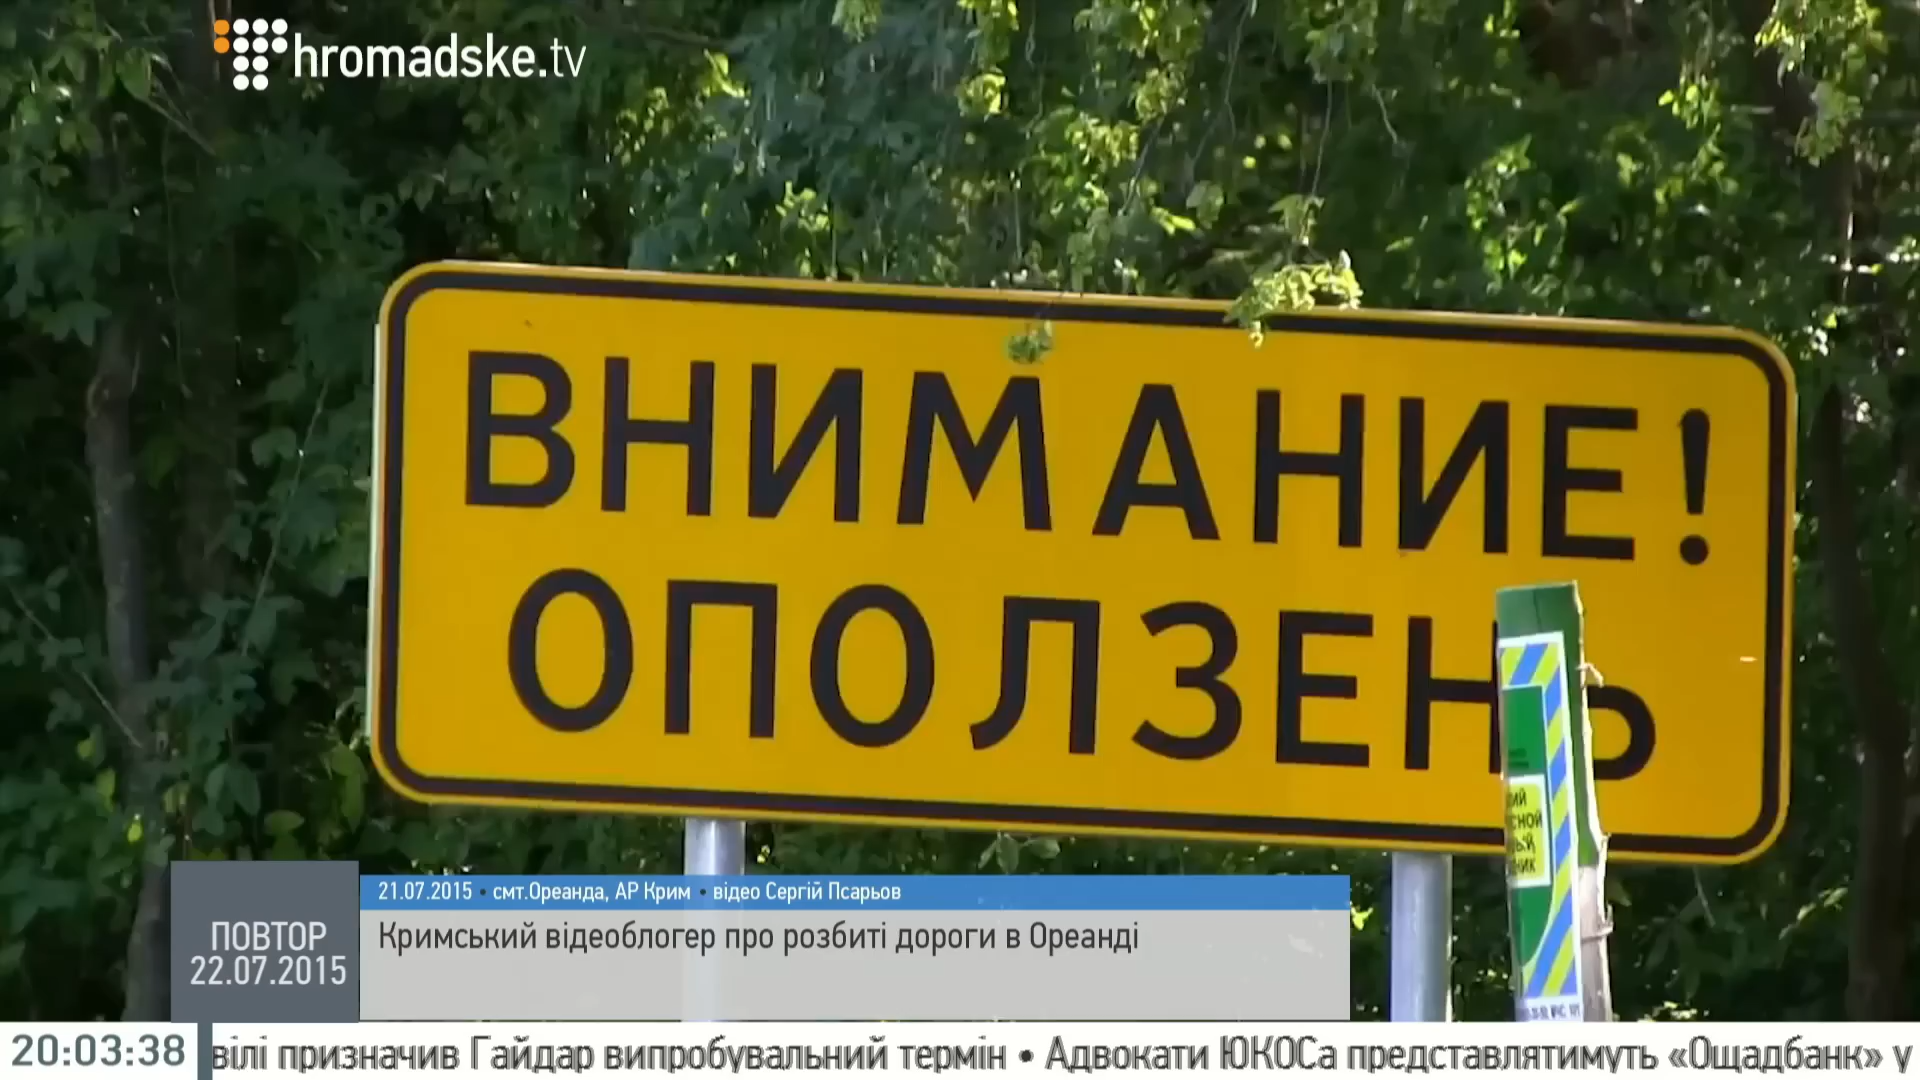 hromadske.tv
ВНИМАНИЕ!
ОПОЛЗЕНЬ
21.07.2015 • смт.Ореанда, АР Крим • відео Сергій Псарьов
ПОВТОР
22.07.2015
Кримський відеоблогер про розбиті дороги в Ореанді
20:03:38
вілі призначив Гайдар випробувальний термін • Адвокати ЮКОСа представлятимуть «Ощадбанк» у